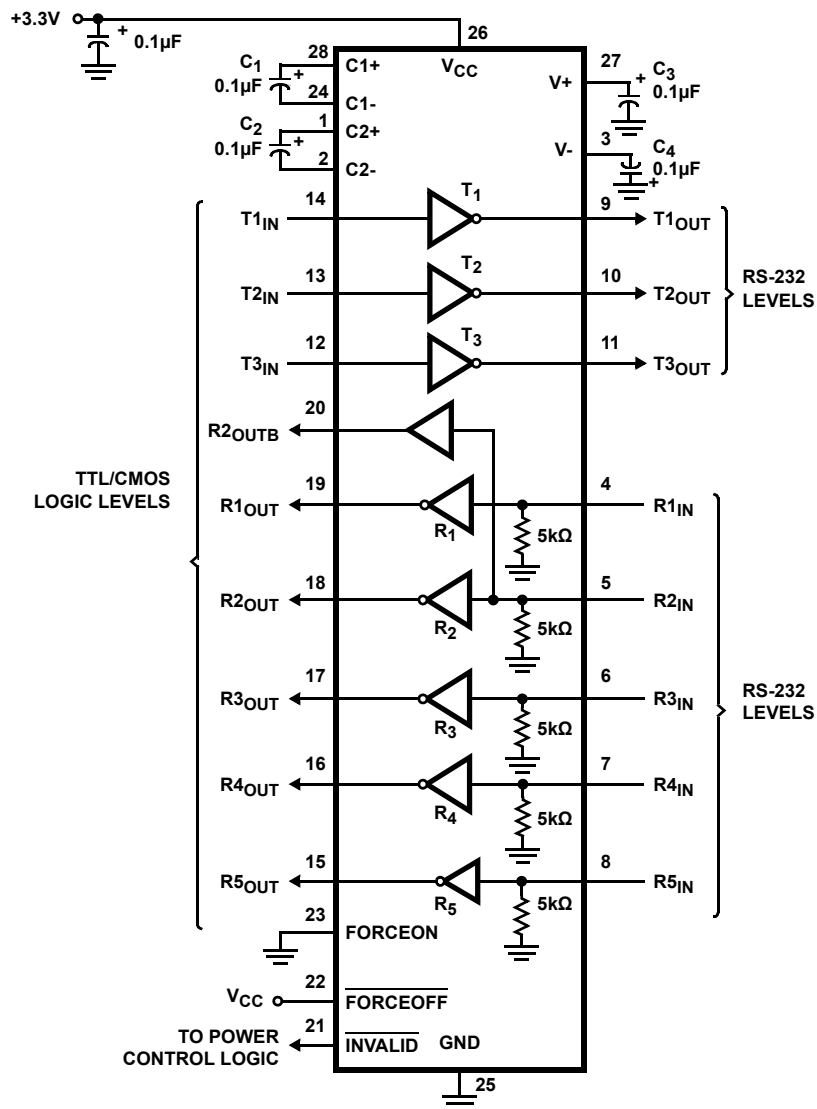 +3.3V
+ 0.1µF
26
VCC
28
C1+
C1
0.1µF
+
24
C1-
1
C2+
C2
0.1µF
+
2
C2-
27
V+
+
C3
0.1µF
3
V-
C4
0.1µF
+
T1
T1IN 14
9 T1OUT
T2
T2IN 13
10 T2OUT
T3
T3IN 12
11 T3OUT
RS-232
LEVELS
R2OUTB 20
TTL/CMOS
LOGIC LEVELS
R1OUT 19
R1
5kΩ
4 R1IN
R2OUT 18
R2
5kΩ
5 R2IN
R3OUT 17
R3
5kΩ
6 R3IN
RS-232
LEVELS
R4OUT 16
R4
5kΩ
7 R4IN
R5OUT 15
R5
5kΩ
8 R5IN
23
FORCEON
VCC 22
FORCEOFF
TO POWER
CONTROL LOGIC
21
INVALID
GND
25